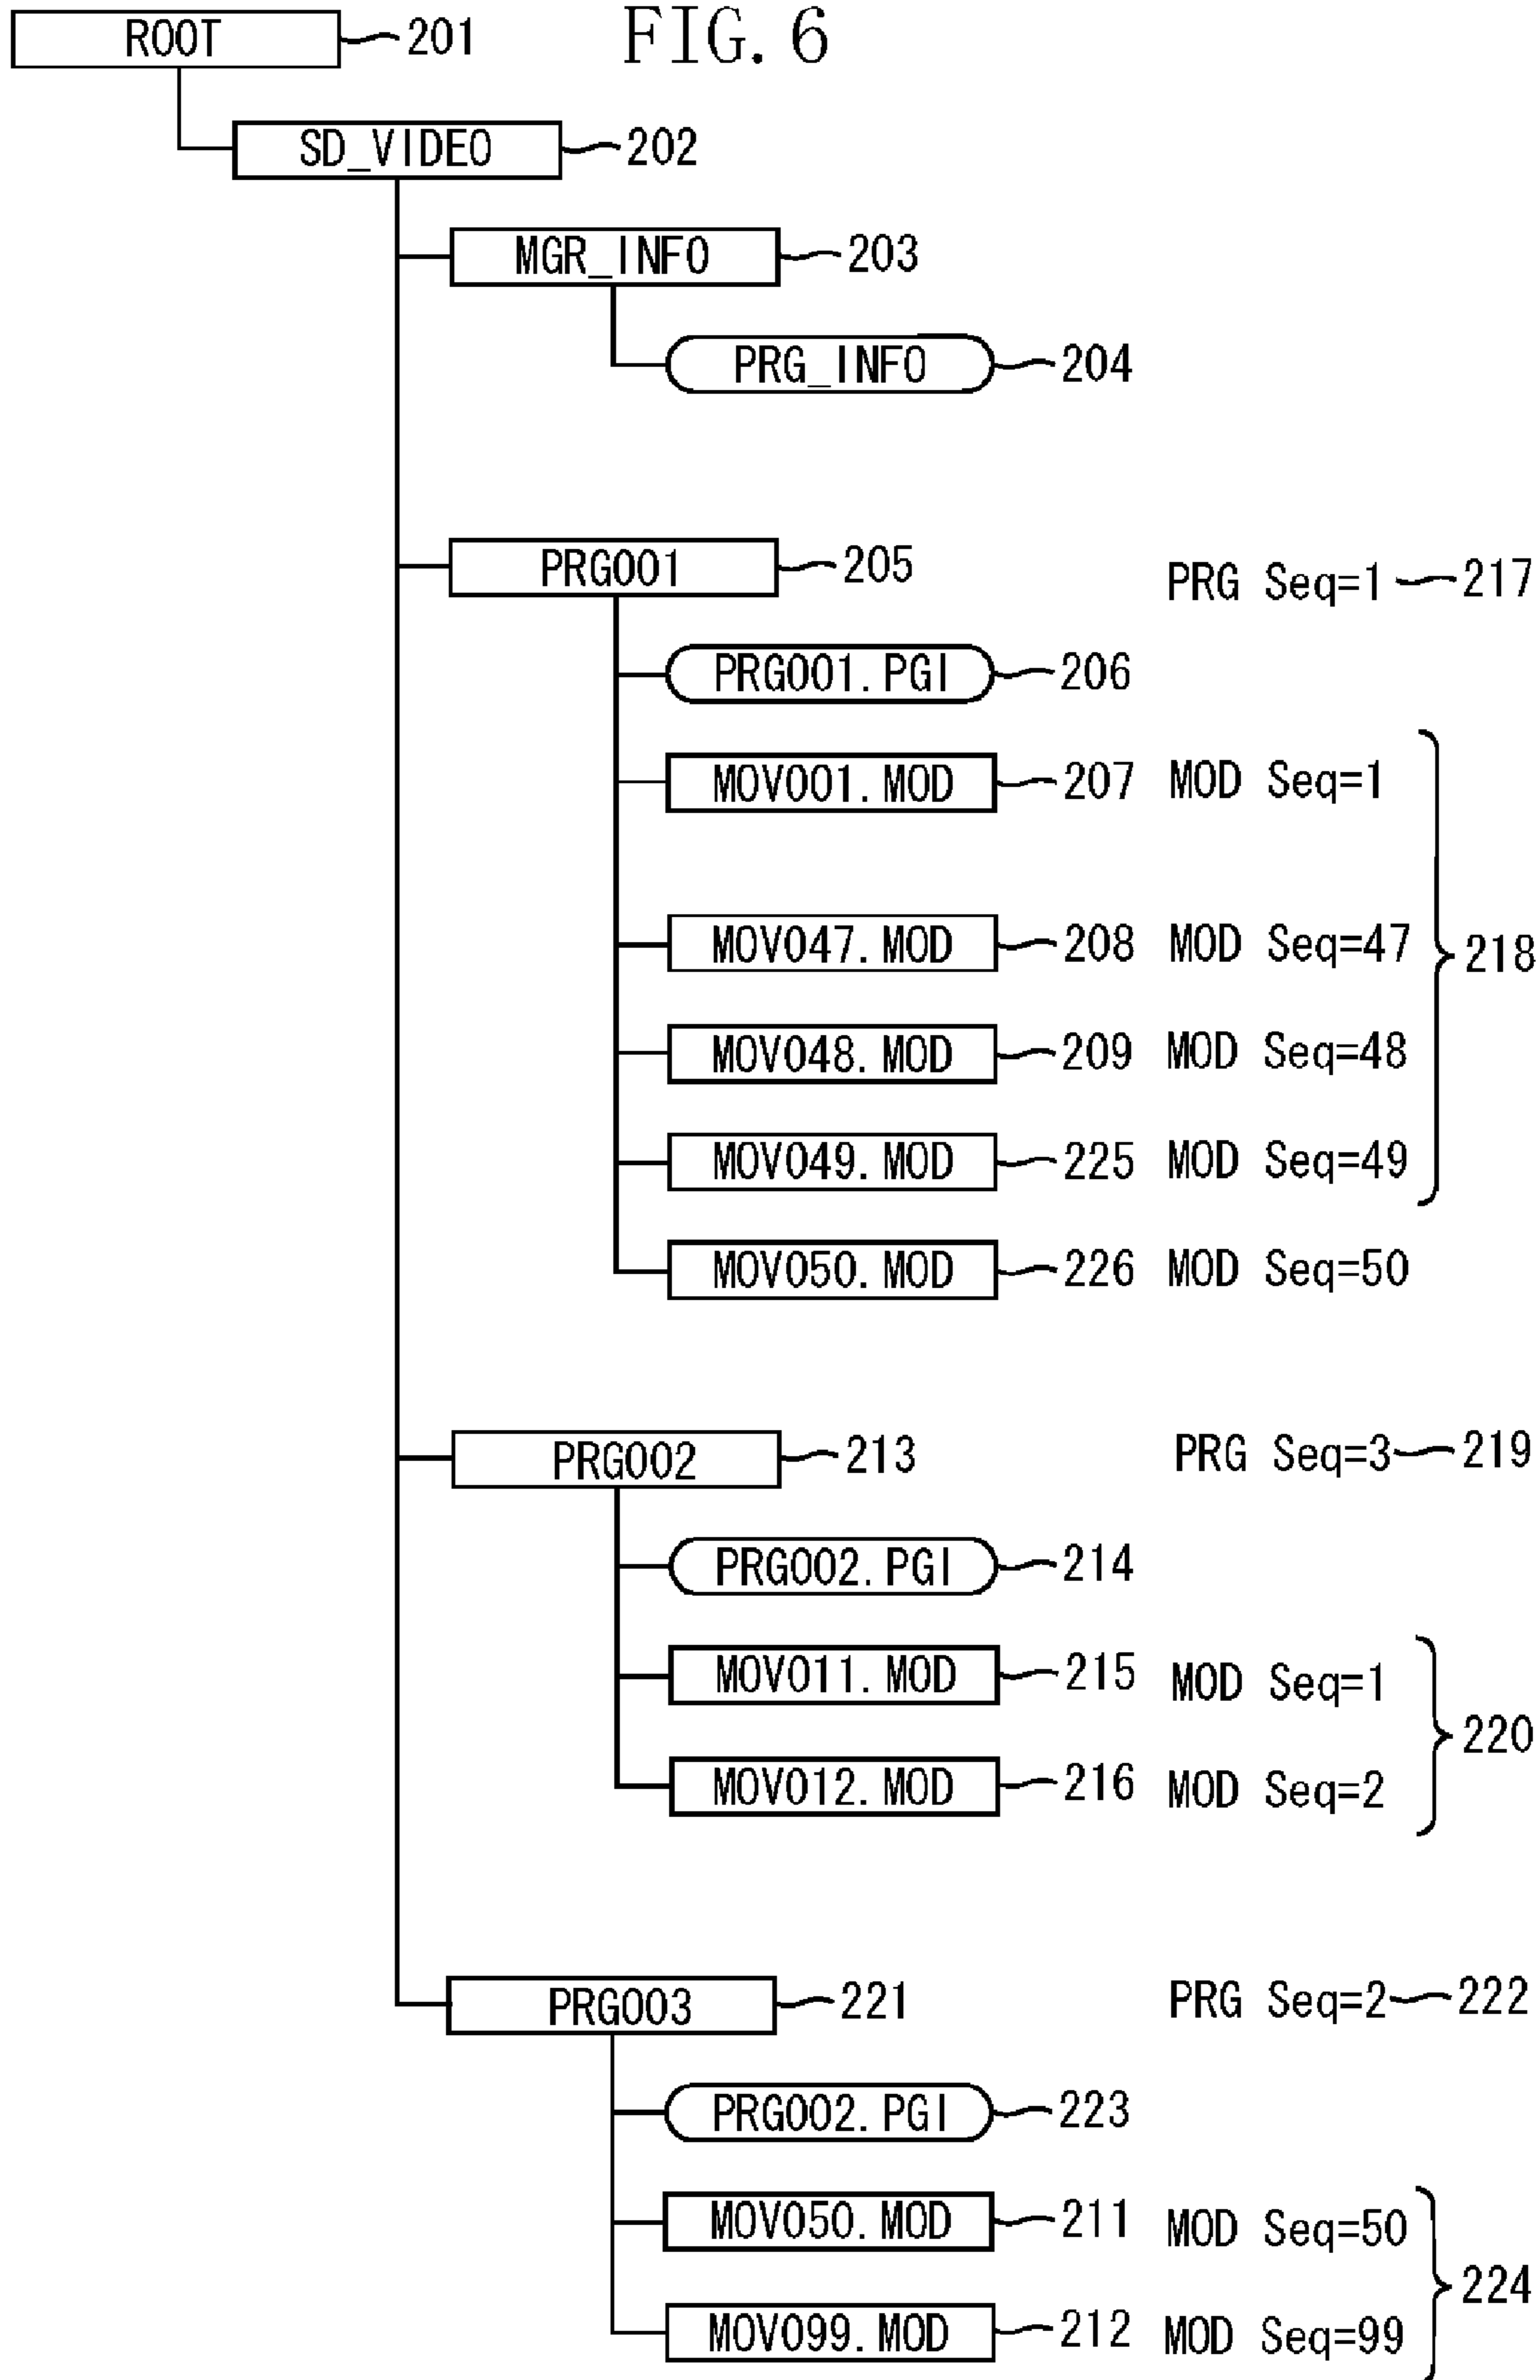 FIG. 6
ROOT 201
SD_VIDEO 202
MGR_INFO 203
PRG_INFO 204
PRG001 205 PRG Seq=1 217
PRG001. PGI 206
MOV001. MOD 207 MOD Seq=1
MOV047. MOD 208 MOD Seq=47
218
MOV048. MOD 209 MOD Seq=48
MOV049. MOD 225 MOD Seq=49
MOV050. MOD 226 MOD Seq=50
PRG002 213 PRG Seq=3 219
PRG002. PGI 214
MOV011. MOD 215 MOD Seq=1
220
MOV012. MOD 216 MOD Seq=2
PRG003 221 PRG Seq=2 222
PRG002. PGI 223
MOV050. MOD 211 MOD Seq=50
224
MOV099. MOD 212 MOD Seq=99